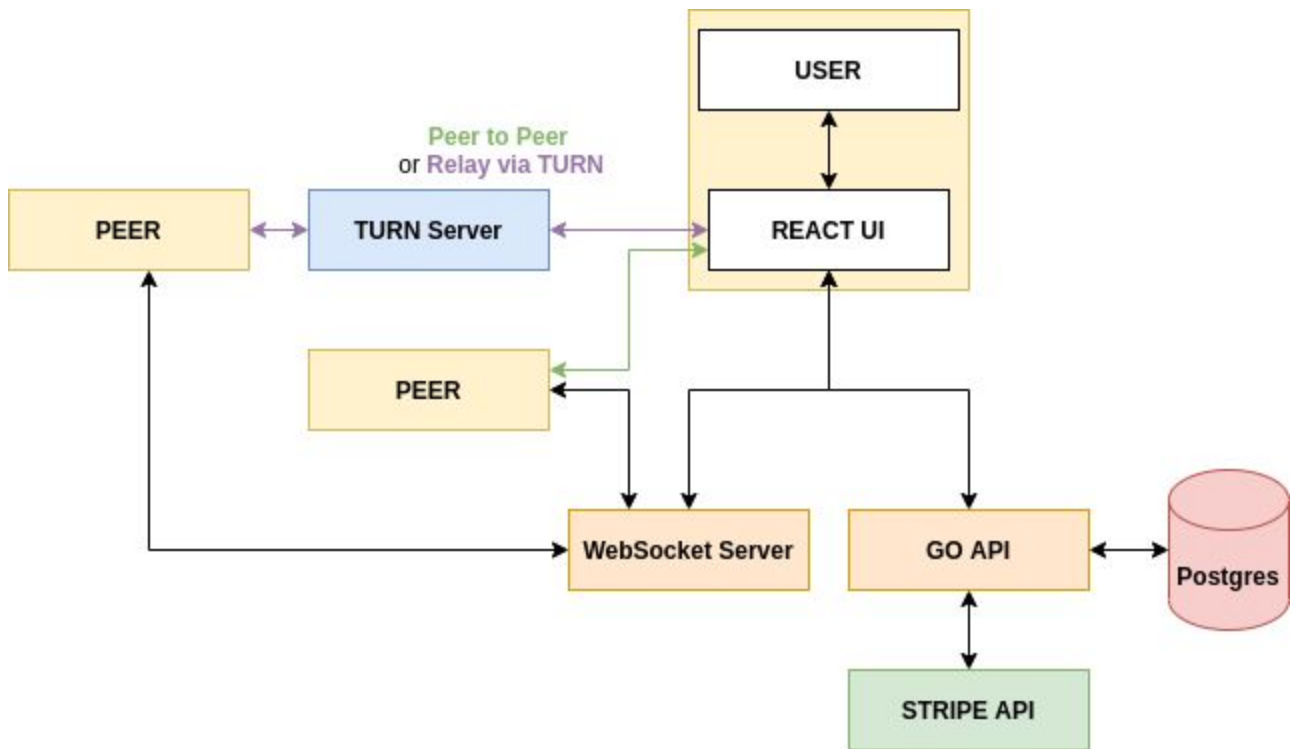 USER
Peer to Peer
or Relay via TURN
PEER
TURN Server
REACT UI
PEER
WebSocket Server
GO API
Postgres
STRIPE API